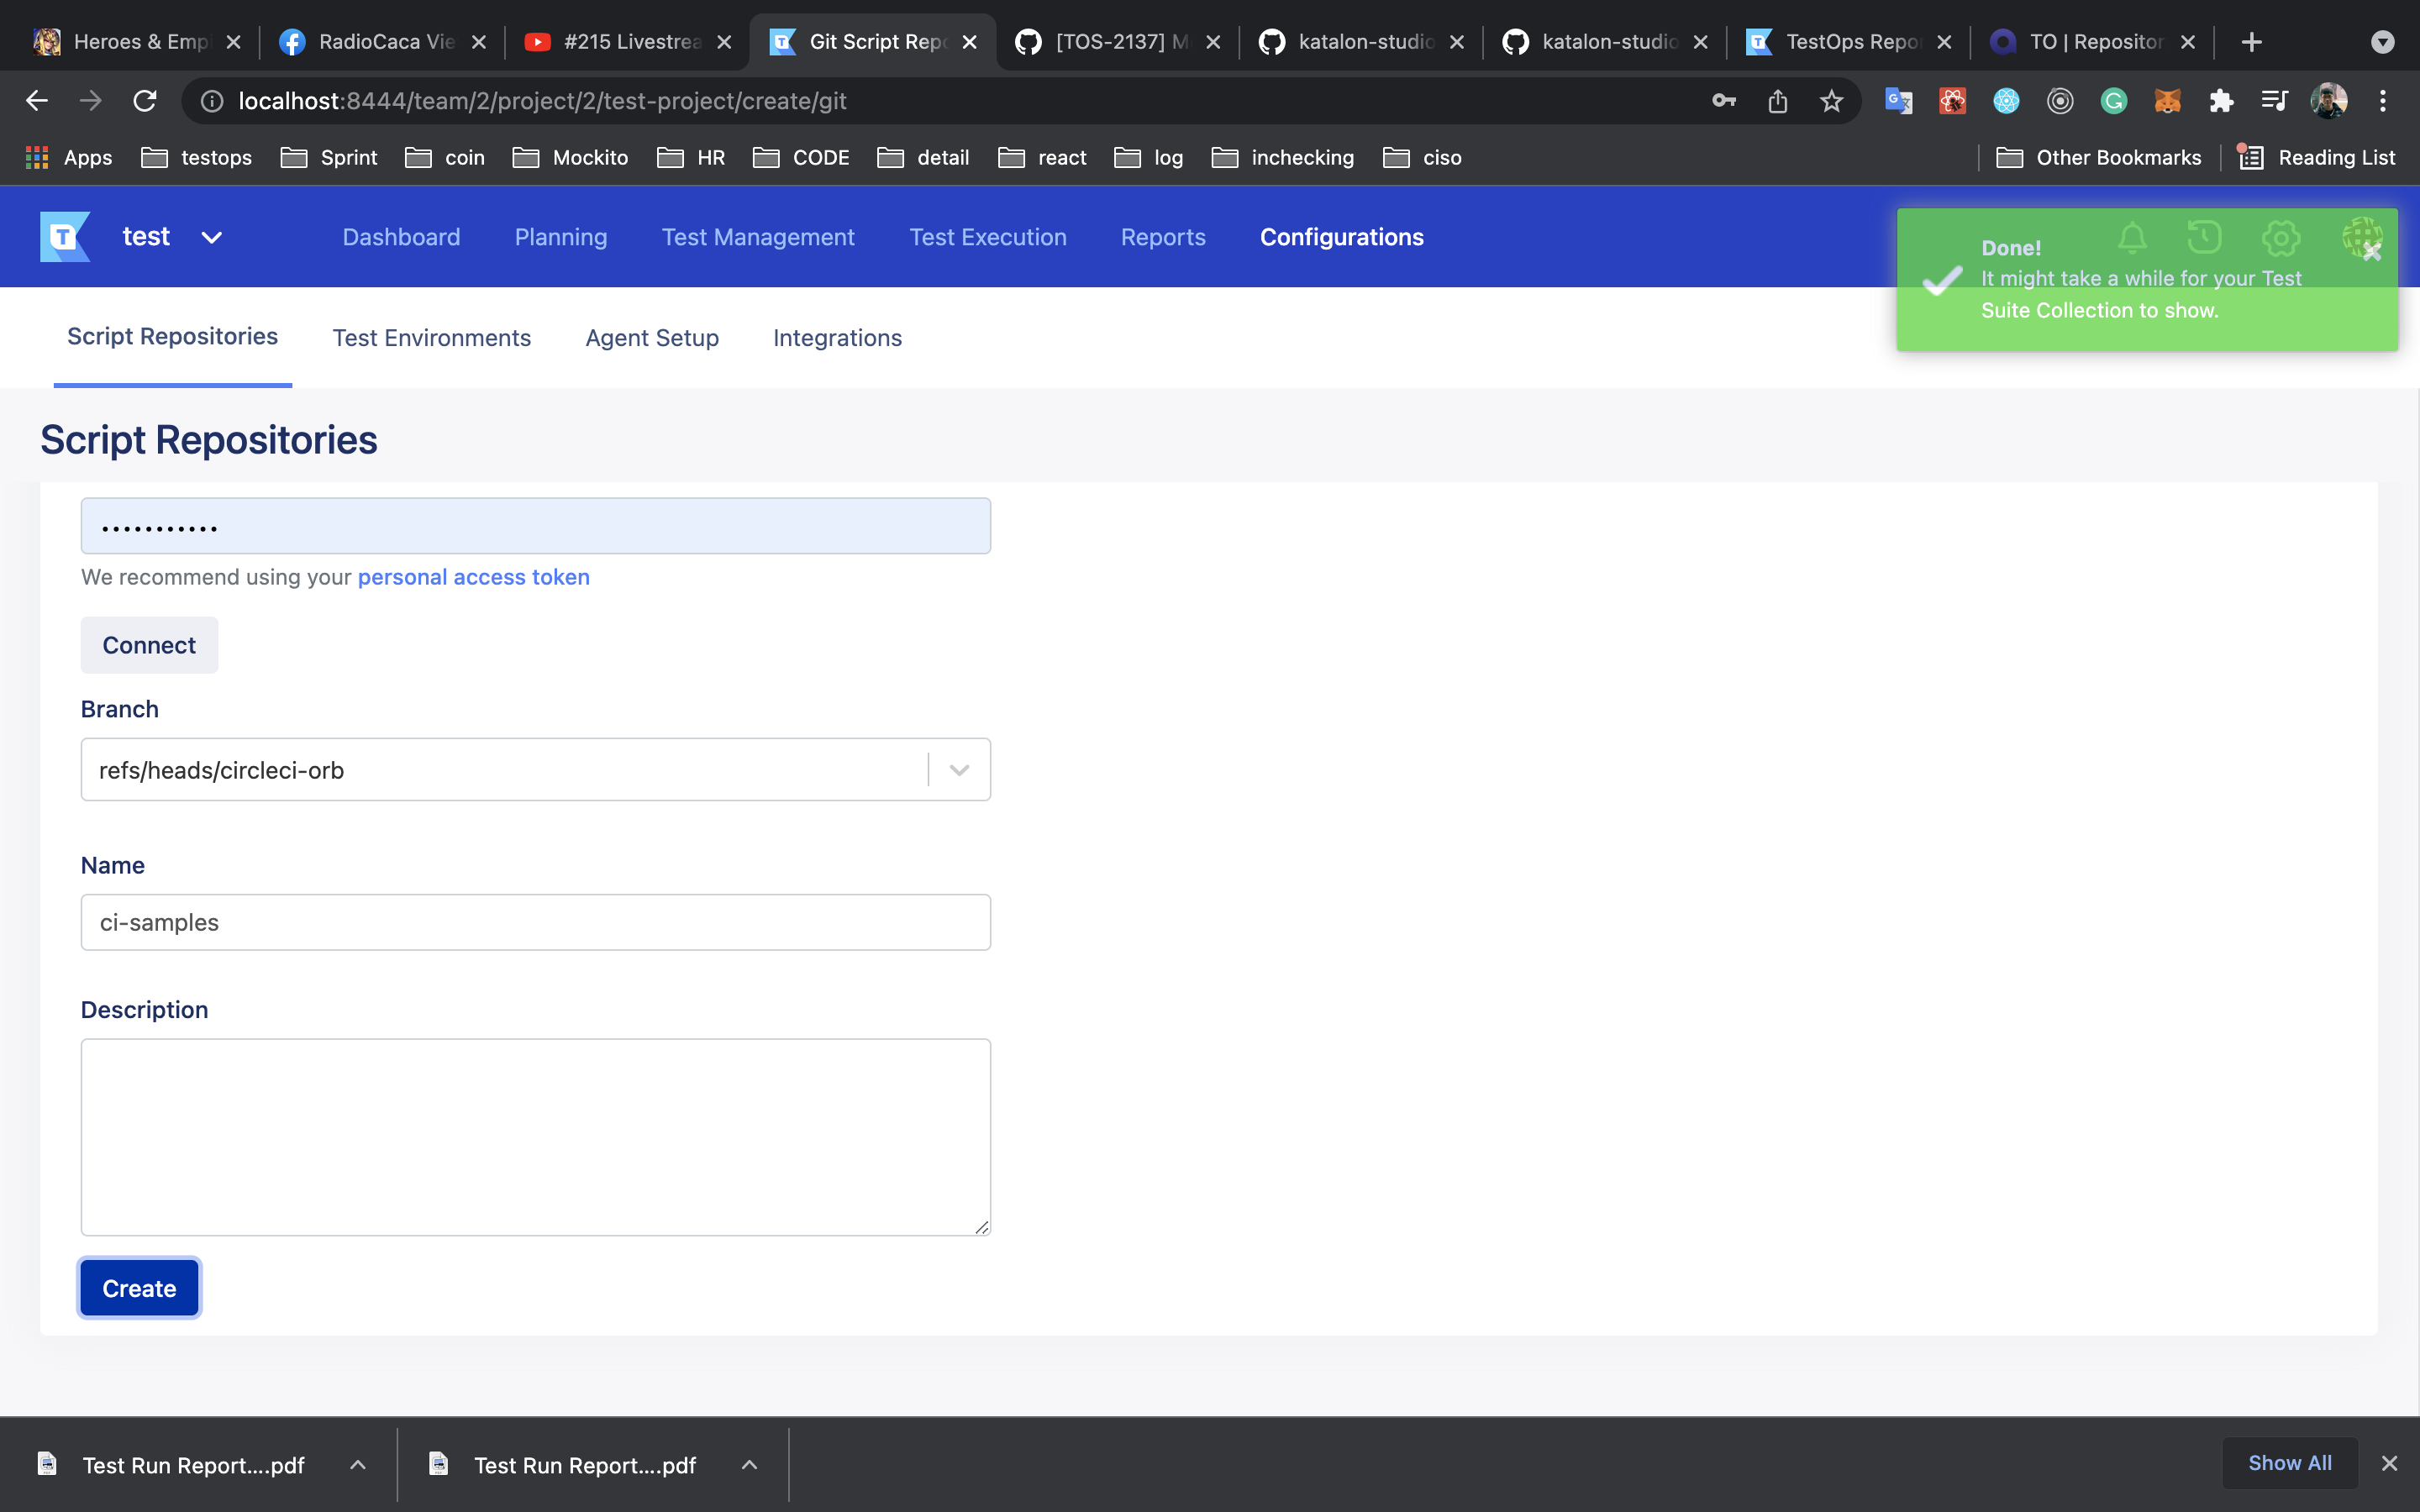 Heroes & Emp
RadioCaca Vie
#215 Livestrea
Git Script Repo
[TOS-2137] M
katalon-studio
katalon-studio
TestOps Repor
TO | Repositor
localhost:8444/team/2/project/2/test-project/create/git
Apps
testops
Sprint
coin
Mockito
HR
CODE
detail
react
log
inchecking
ciso
Other Bookmarks
Reading List
test
Dashboard
Planning
Test Management
Test Execution
Reports
Configurations
Done!
It might take a while for your Test
Suite Collection to show.
Script Repositories
Test Environments
Agent Setup
Integrations
Script Repositories
We recommend using your personal access token
Connect
Branch
refs/heads/circleci-orb
Name
ci-samples
Description
Create
Test Run Report....pdf
Test Run Report....pdf
Show All